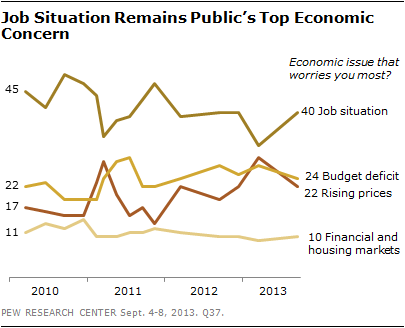 Job Situation Remains Public's Top Economic
Concern
Economic issue that
worries you most?
45
40 Job situation
24 Budget deficit
22
22 Rising prices
17
11
10 Financial and
housing markets
2010 2011 2012 2013
PEW RESEARCH CENTER Sept. 4-8, 2013. Q37.